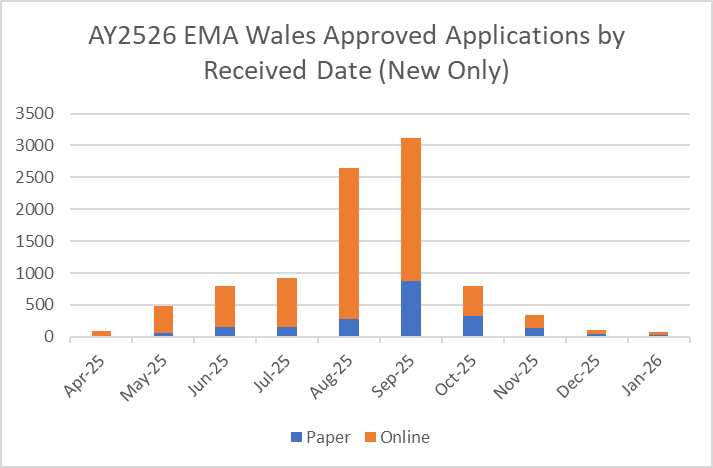 AY2526 EMA Wales Approved Applications by
Received Date (New Only)
3500
3000
2500
2000
1500
1000
500
0
Apr-25
May-25
Jun-25
Jul-25
Aug-25
Sep-25
Oct-25
Nov-25
Dec-25
Jan-26
Paper
Online